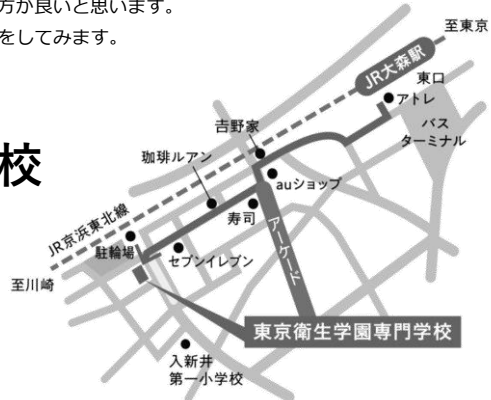 方が良いと思います。
をしてみます。
校
至東京
JR大森駅
東口
アトレ
バス
ターミナル
吉野家
珈琲ルアン
auショップ
寿司
アーケード
JR京浜東北線
駐輪場
セブンイレブン
至川崎
東京衛生学園専門学校
入新井
第一小学校